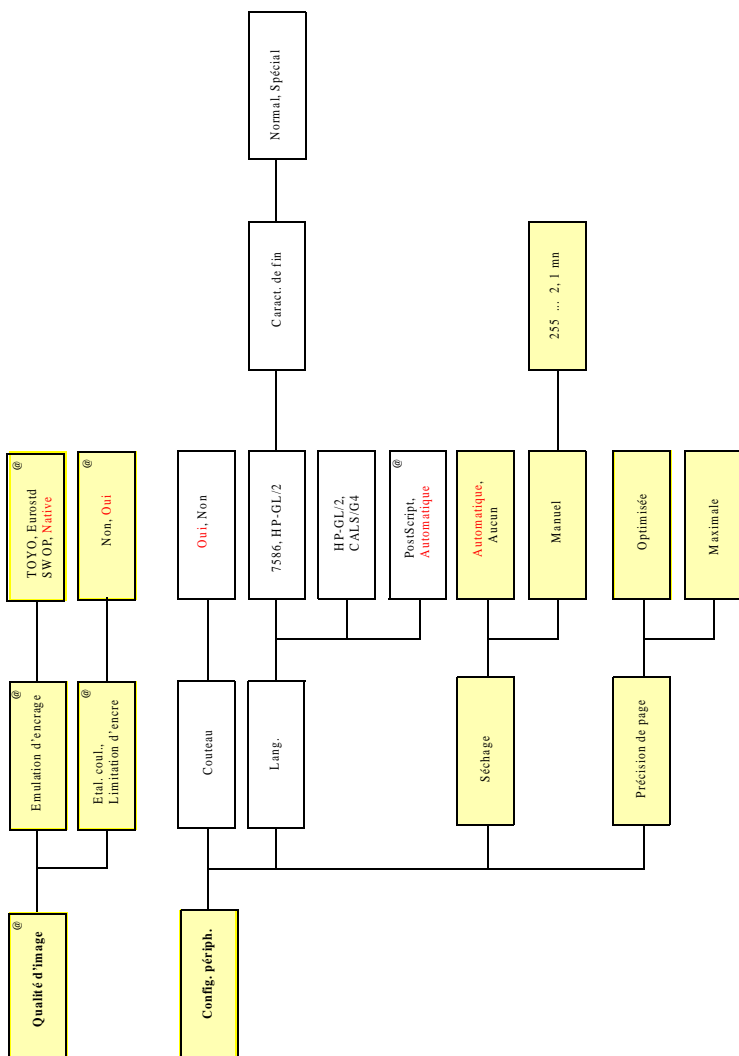 Qualité d'image
@
Emulation d'encrage
@
TOYO, Eurostd
SWOP, Native
@
Etal. coul.,
Limitation d'encre
@
Non, Oui
@
Config. périph.
Couteau
Oui, Non
Lang.
7586, HP-GL/2
Caract. de fin
Normal, Spécial
HP-GL/2,
CALS/G4
PostScript,
Automatique
@
Séchage
Automatique,
Aucun
Manuel
255 ... 2, 1 mn
Précision de page
Optimisée
Maximale